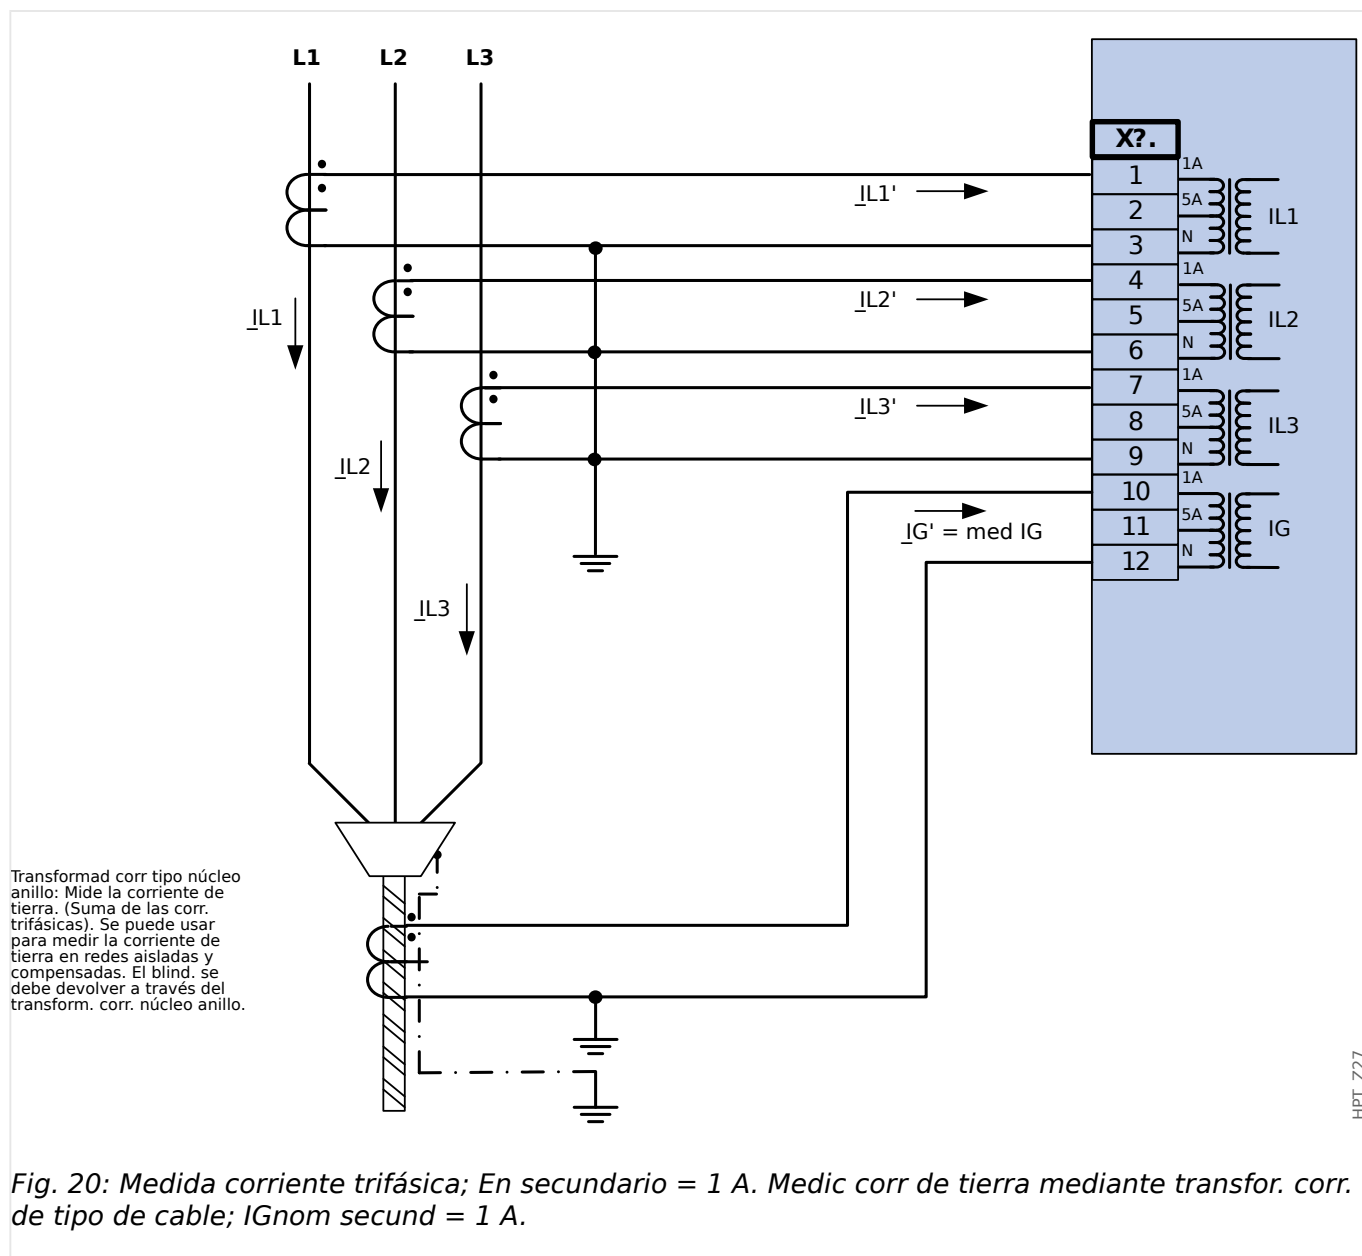 L1 L2 L3
X?.
1 1A
2 5A IL1
3 N
4 1A
5 5A IL2
6 N
7 1A
8 5A IL3
9 N
10 1A
11 5A IG
12 N
IL1'
IL2'
IL3'
IG' = med IG
IL1
IL2
IL3
Transformad corr tipo núcleo
anillo: Mide la corriente de
tierra. (Suma de las corr.
trifásicas). Se puede usar
para medir la corriente de
tierra en redes aisladas y
compensadas. El blind. se
debe devolver a través del
transform. corr. núcleo anillo.
HPT_Z27
Fig. 20: Medida corriente trifásica; En secundario = 1 A. Medic corr de tierra mediante transfor. corr.
de tipo de cable; IGnom secund = 1 A.